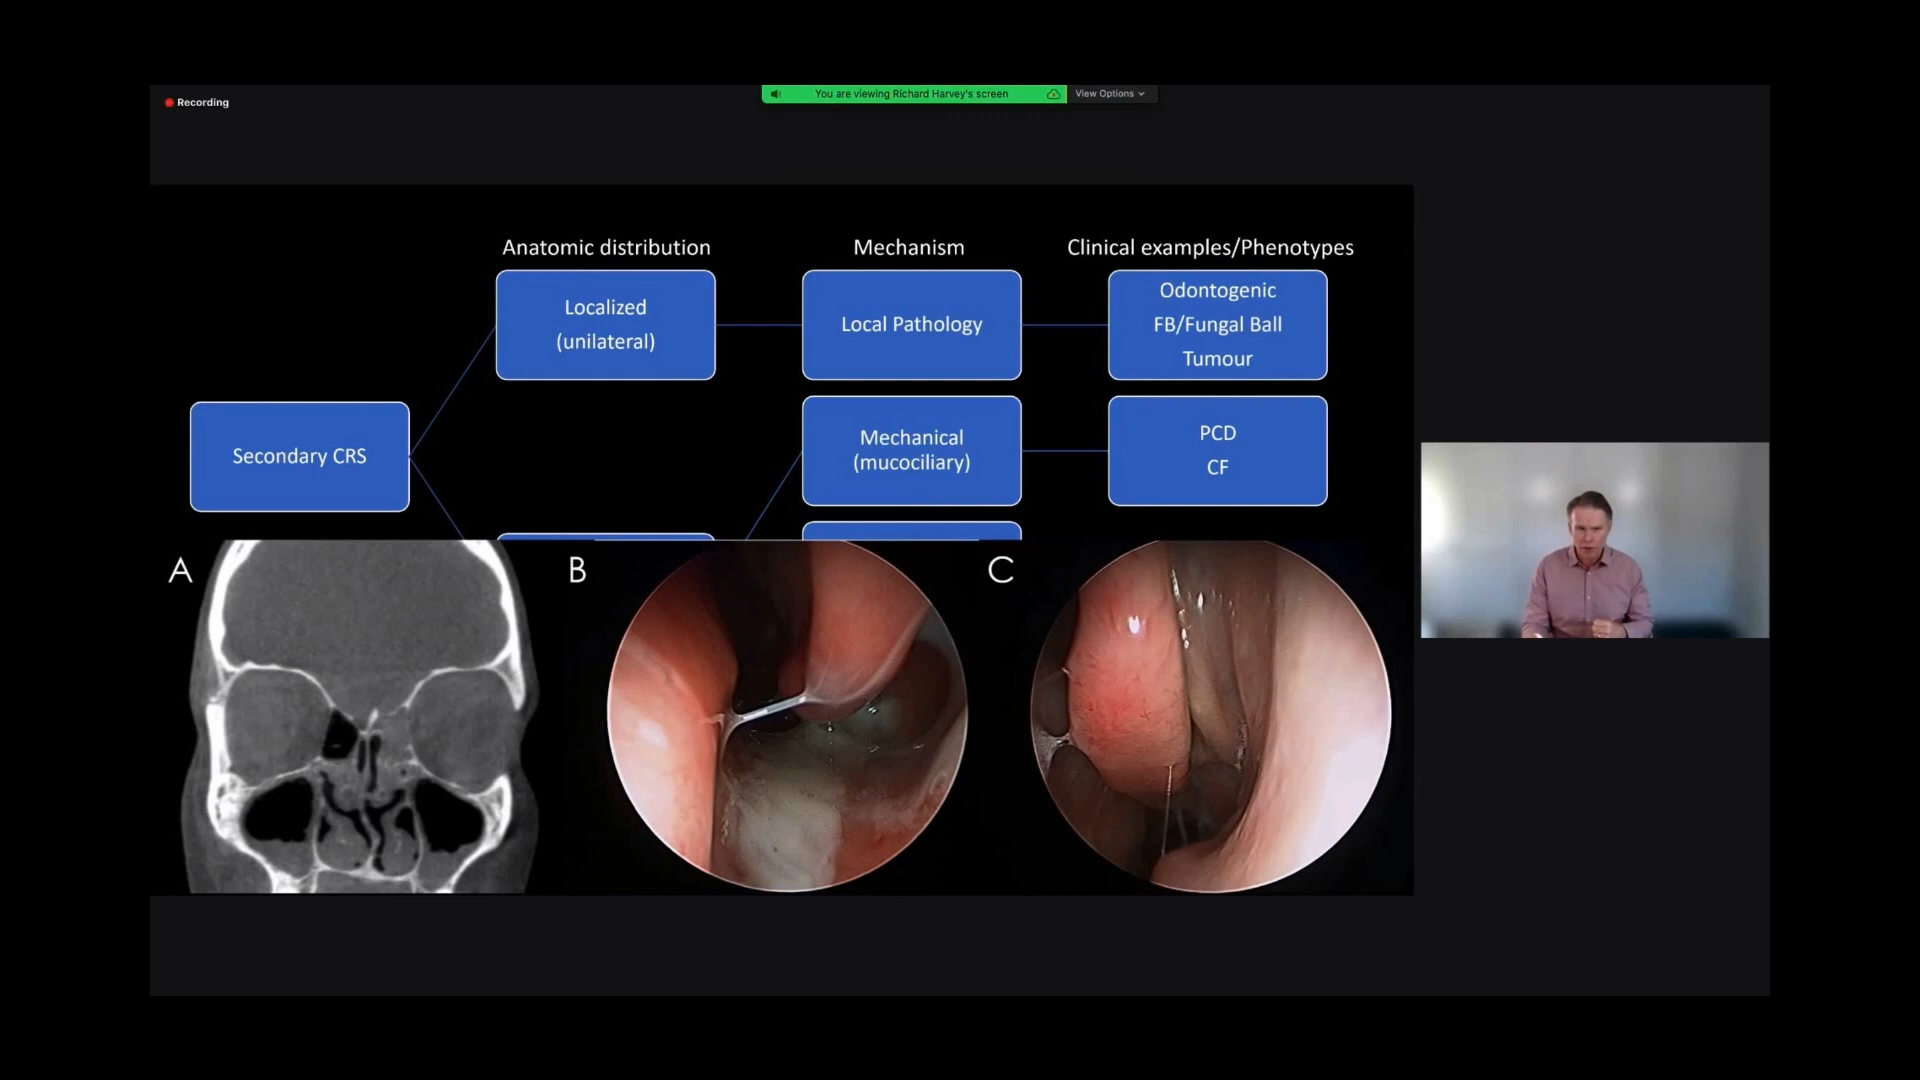 Recording
You are viewing Richard Harvey's screen
View Options
Anatomic distribution
Mechanism
Clinical examples/Phenotypes
Localized
(unilateral)
Local Pathology
Odontogenic
FB/Fungal Ball
Tumour
Secondary CRS
Mechanical
(mucociliary)
PCD
CF
A
B
C